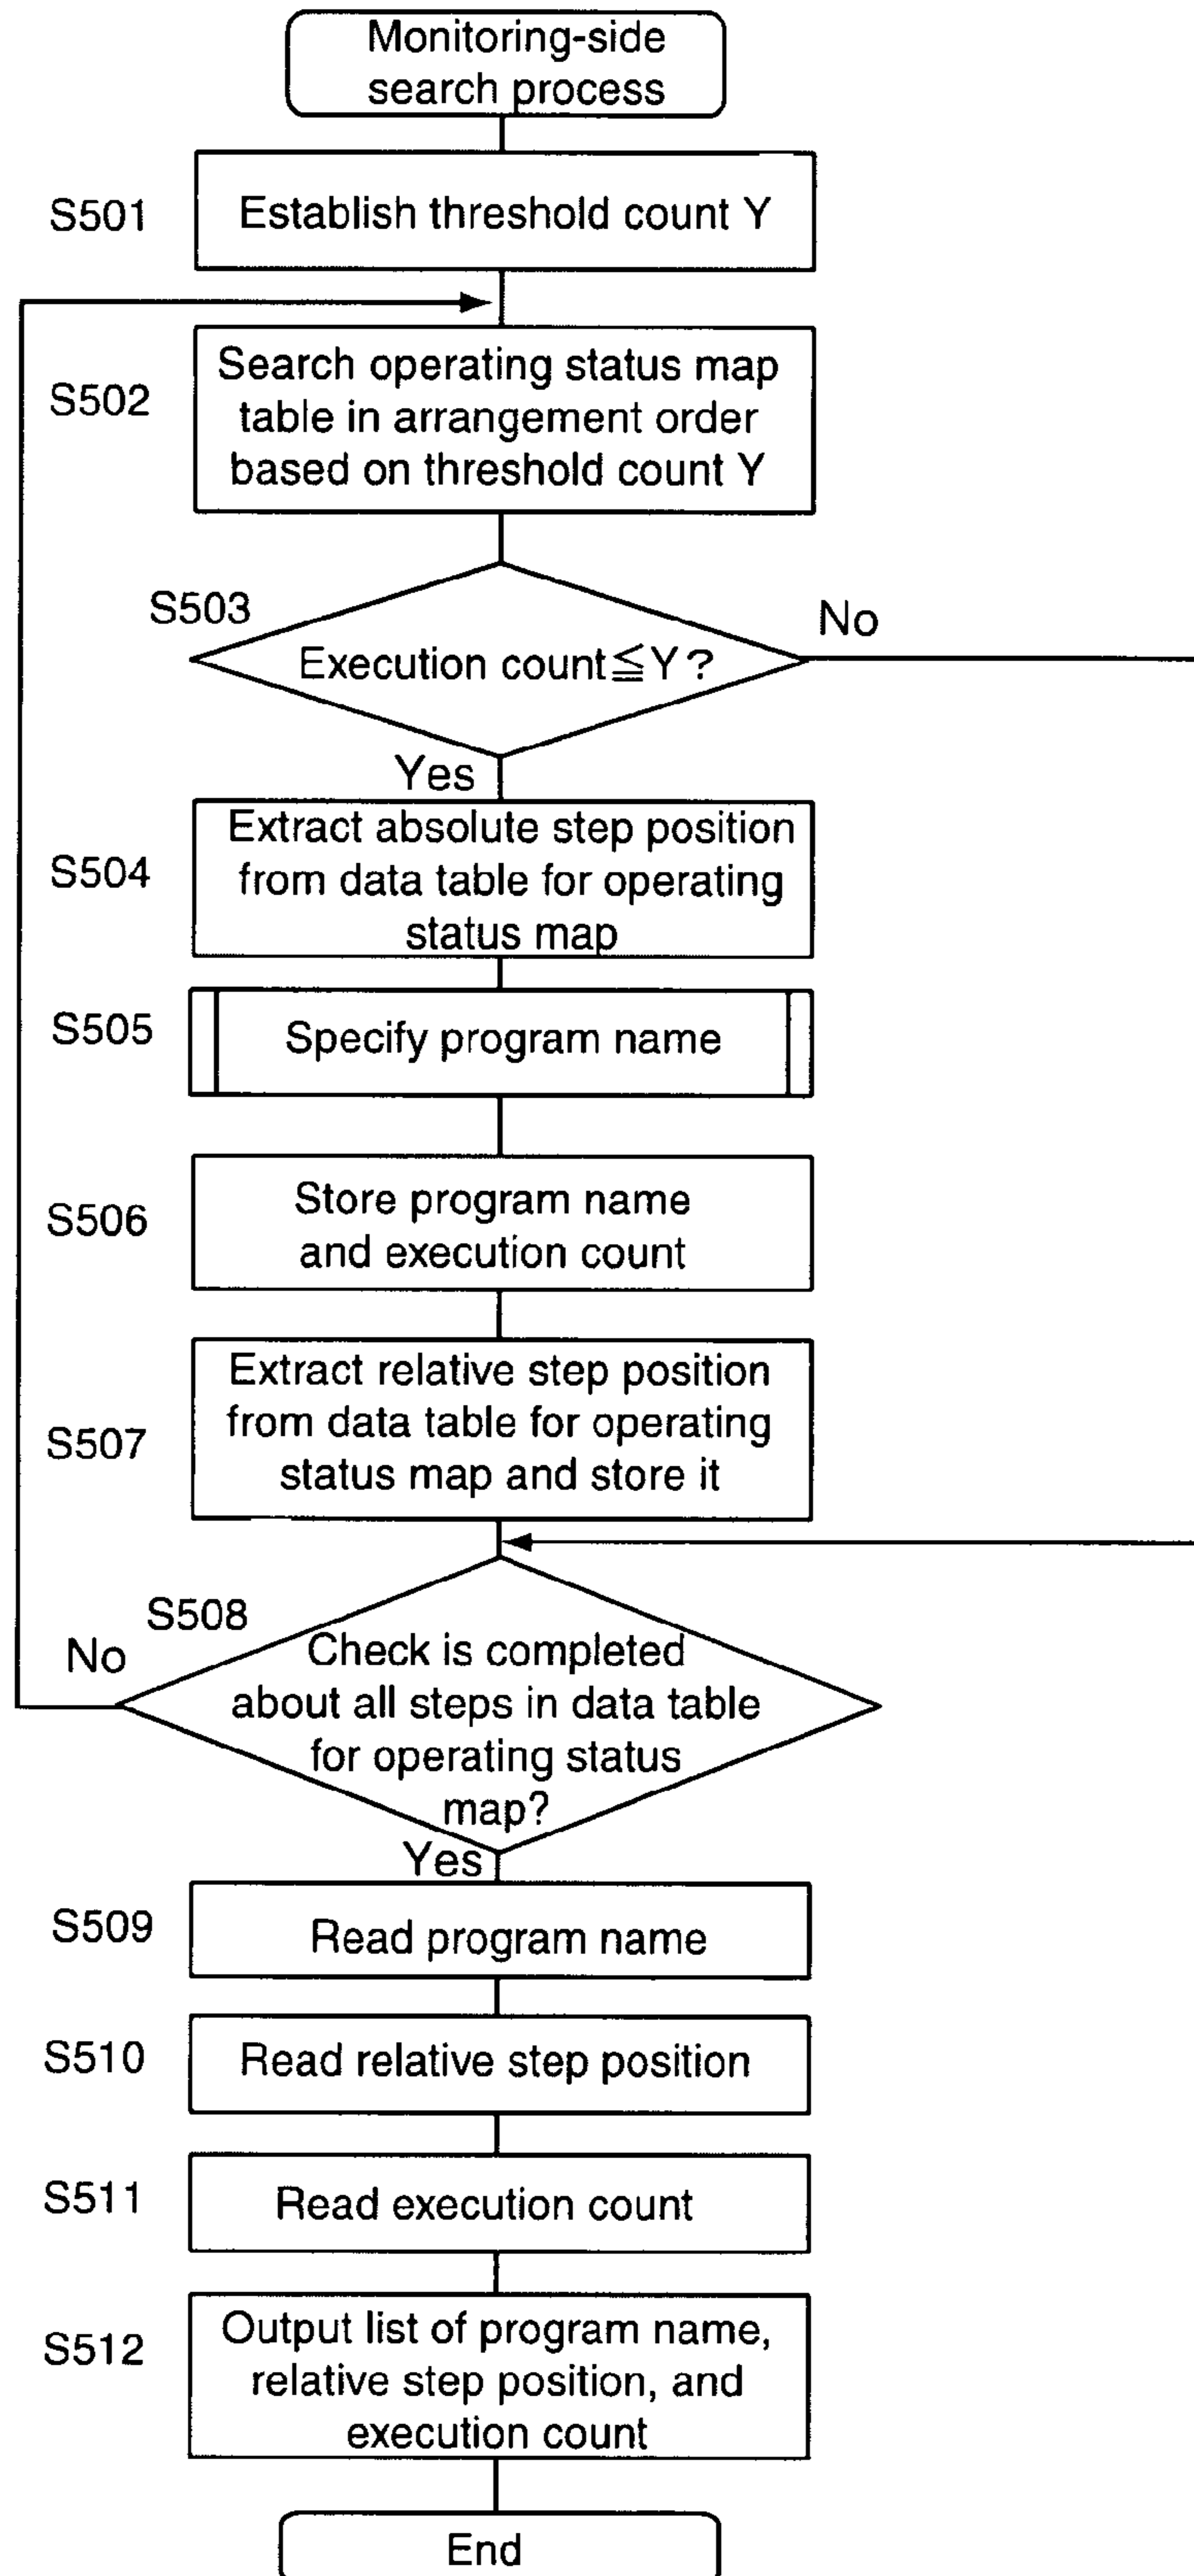 Monitoring-side
search process
S501
Establish threshold count Y
S502
Search operating status map
table in arrangement order
based on threshold count Y
S503
No
Execution count≦Y?
Yes
S504
Extract absolute step position
from data table for operating
status map
S505
Specify program name
S506
Store program name
and execution count
S507
Extract relative step position
from data table for operating
status map and store it
S508
No
Check is completed
about all steps in data table
for operating status
map?
Yes
S509
Read program name
S510
Read relative step position
S511
Read execution count
S512
Output list of program name,
relative step position, and
execution count
End